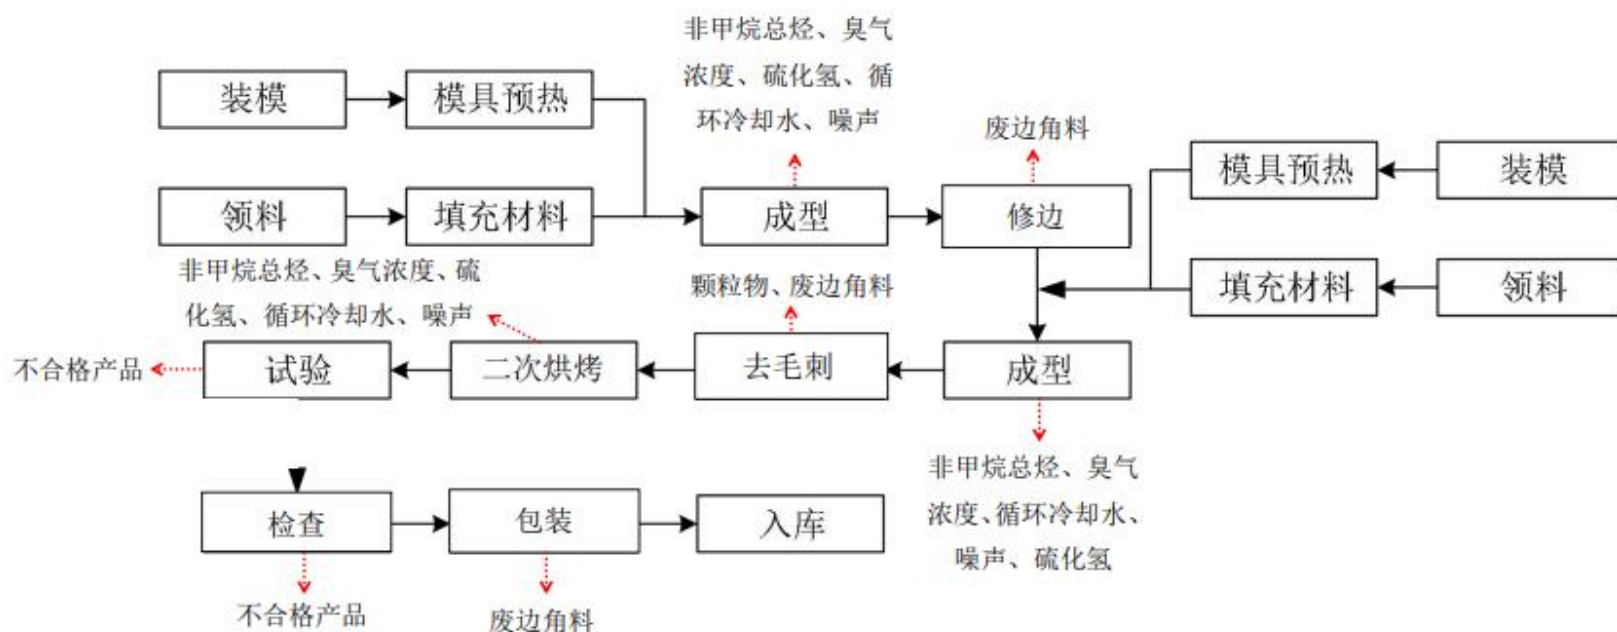 非甲烷总烃、臭气
浓度、硫化氢、循
环冷却水、噪声
装模
模具预热
废边角料
模具预热
装模
领料
填充材料
成型
修边
非甲烷总烃、臭气浓度、硫
化氢、循环冷却水、噪声
颗粒物、废边角料
填充材料
领料
不合格产品
试验
二次烘烤
去毛刺
成型
非甲烷总烃、臭气
浓度、循环冷却水、
噪声、硫化氢
检查
包装
入库
不合格产品
废边角料